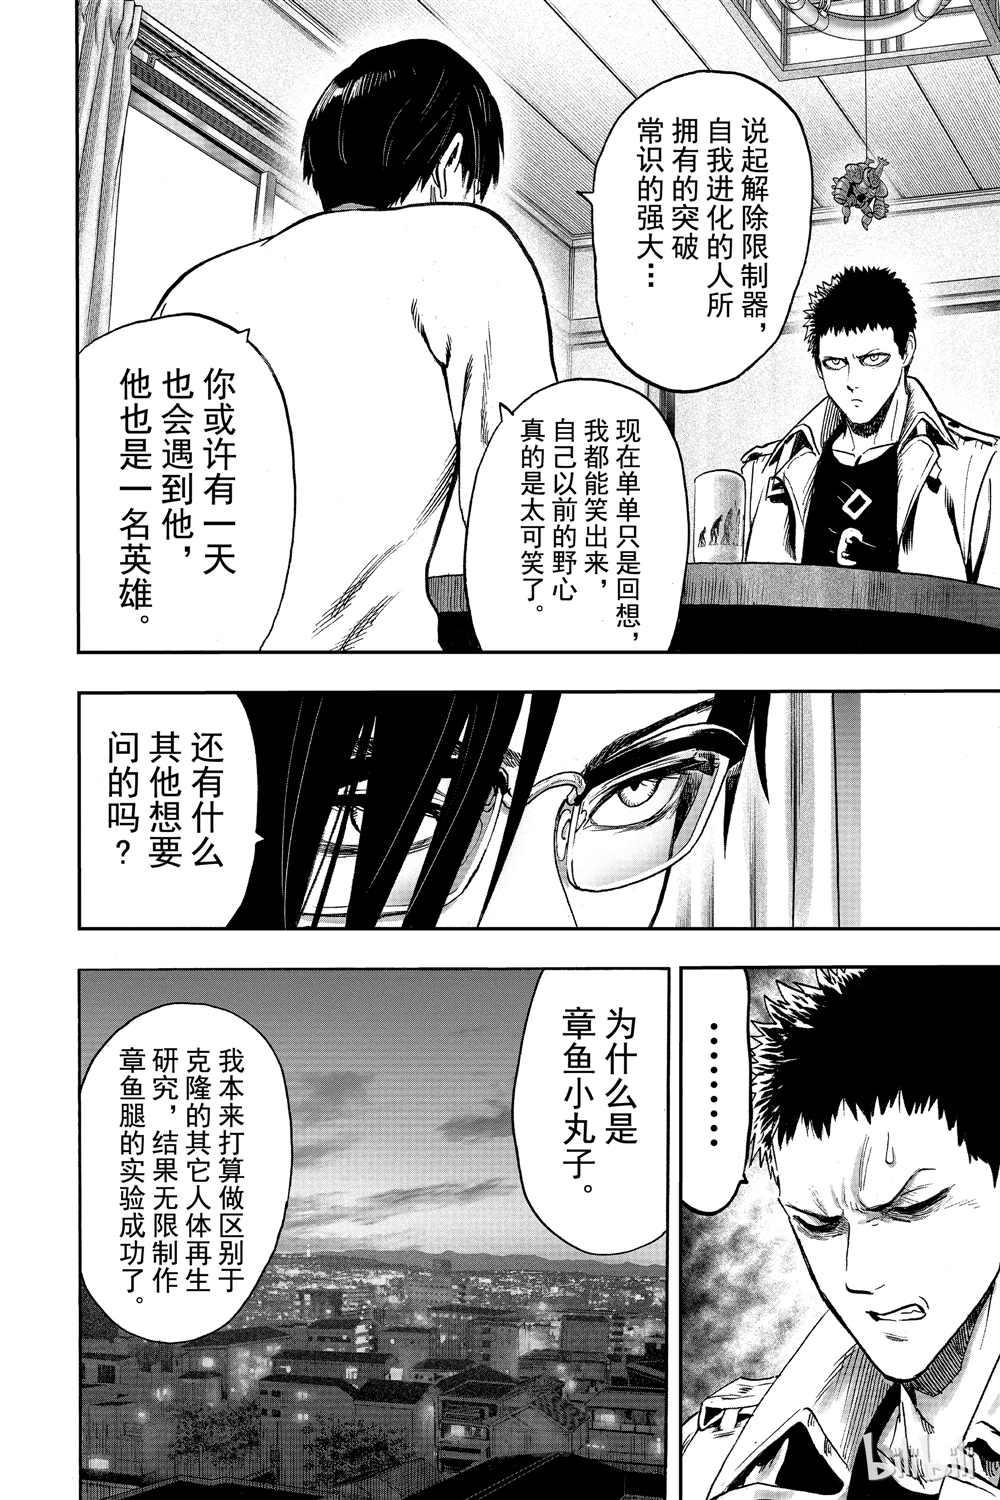 说起解除限制器，
自我进化的人所
拥有的突破
常识的强大…
现在单单只是回想，
我都能笑出来，
自己以前的野心
真的是太可笑了。
你或许有一天
也会遇到他，
他也是一名英雄。
还有什么
其他想要
问的吗？
………
为什么是
章鱼小丸子。
我本来打算做区别于
克隆的其它人体再生
研究，结果无限制作
章鱼腿的实验成功了。
bilibili